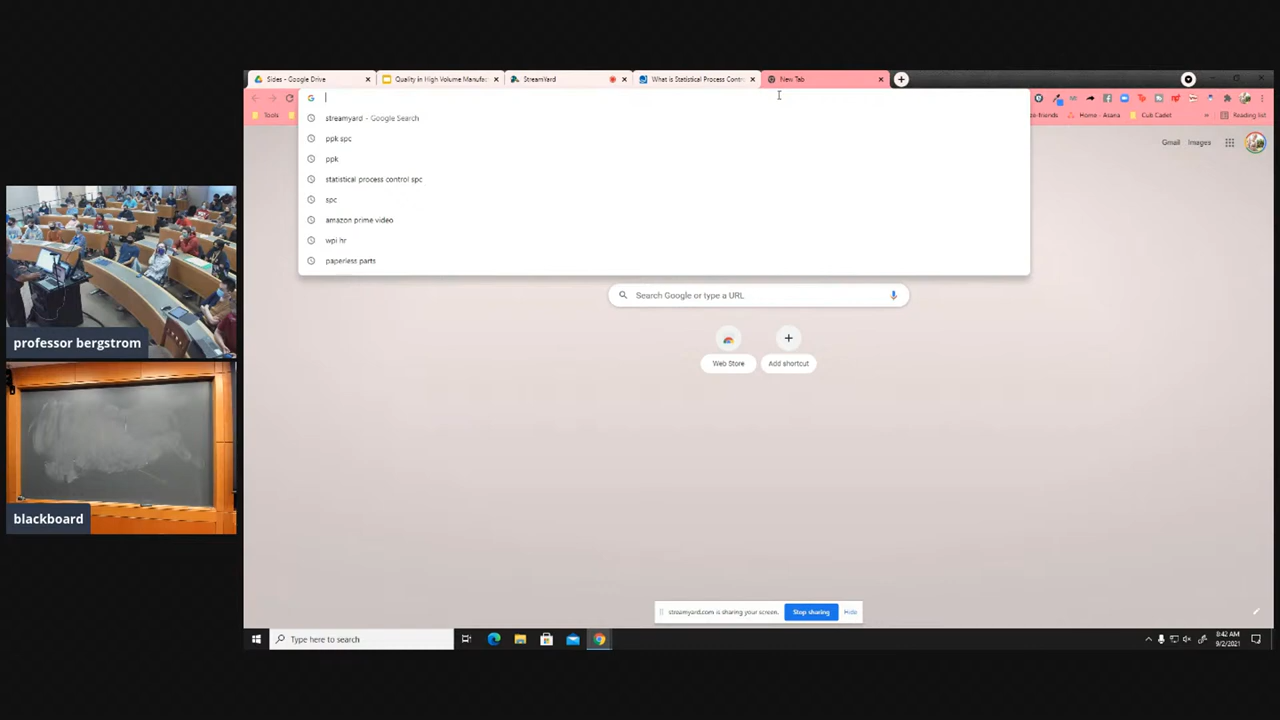 Sides - Google Drive
Quality in High Volume Manufac
StreamYard
What is Statistical Process Contr
New Tab
streamyard - Google Search
Tools
Home - Asana
Cub Cadet
Reading list
ppk spc
ppk
Gmail
Images
statistical process control spc
spc
amazon prime video
wpi hr
paperless parts
Search Google or type a URL
professor bergstrom
Web Store
Add shortcut
blackboard
streamyard.com is sharing your screen.
Stop sharing
Hide
Type here to search
8:42 AM
9/2/2021